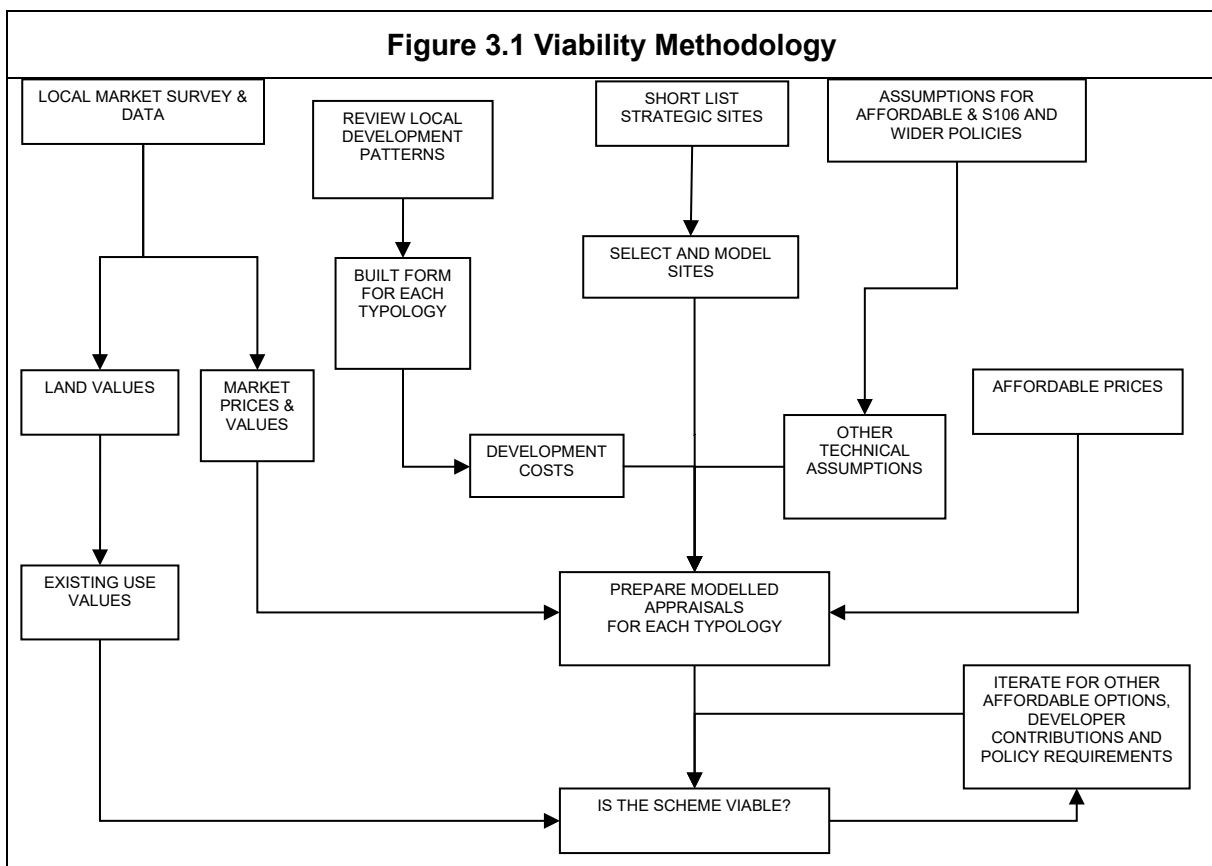 Figure 3.1 Viability Methodology
LOCAL MARKET SURVEY &
DATA
REVIEW LOCAL
DEVELOPMENT
PATTERNS
SHORT LIST
STRATEGIC SITES
ASSUMPTIONS FOR
AFFORDABLE & S106 AND
WIDER POLICIES
SELECT AND MODEL
SITES
BUILT FORM
FOR EACH
TYPOLOGY
LAND VALUES
MARKET
PRICES &
VALUES
AFFORDABLE PRICES
DEVELOPMENT
COSTS
OTHER
TECHNICAL
ASSUMPTIONS
EXISTING USE
VALUES
PREPARE MODELLED
APPRAISALS
FOR EACH TYPOLOGY
ITERATE FOR OTHER
AFFORDABLE OPTIONS,
DEVELOPER
CONTRIBUTIONS AND
POLICY REQUIREMENTS
IS THE SCHEME VIABLE?